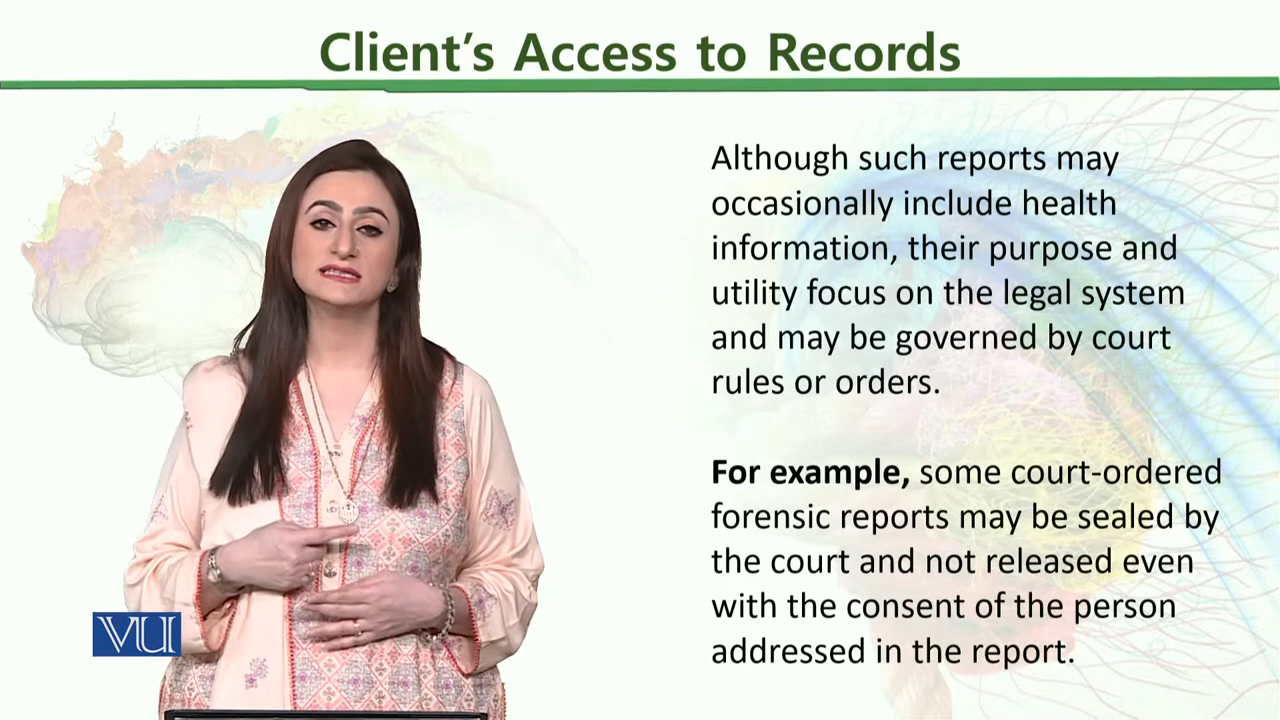 Client's Access to Records
Although such reports may
occasionally include health
information, their purpose and
utility focus on the legal system
and may be governed by court
rules or orders.
For example, some court-ordered
forensic reports may be sealed by
the court and not released even
with the consent of the person
addressed in the report.
VU